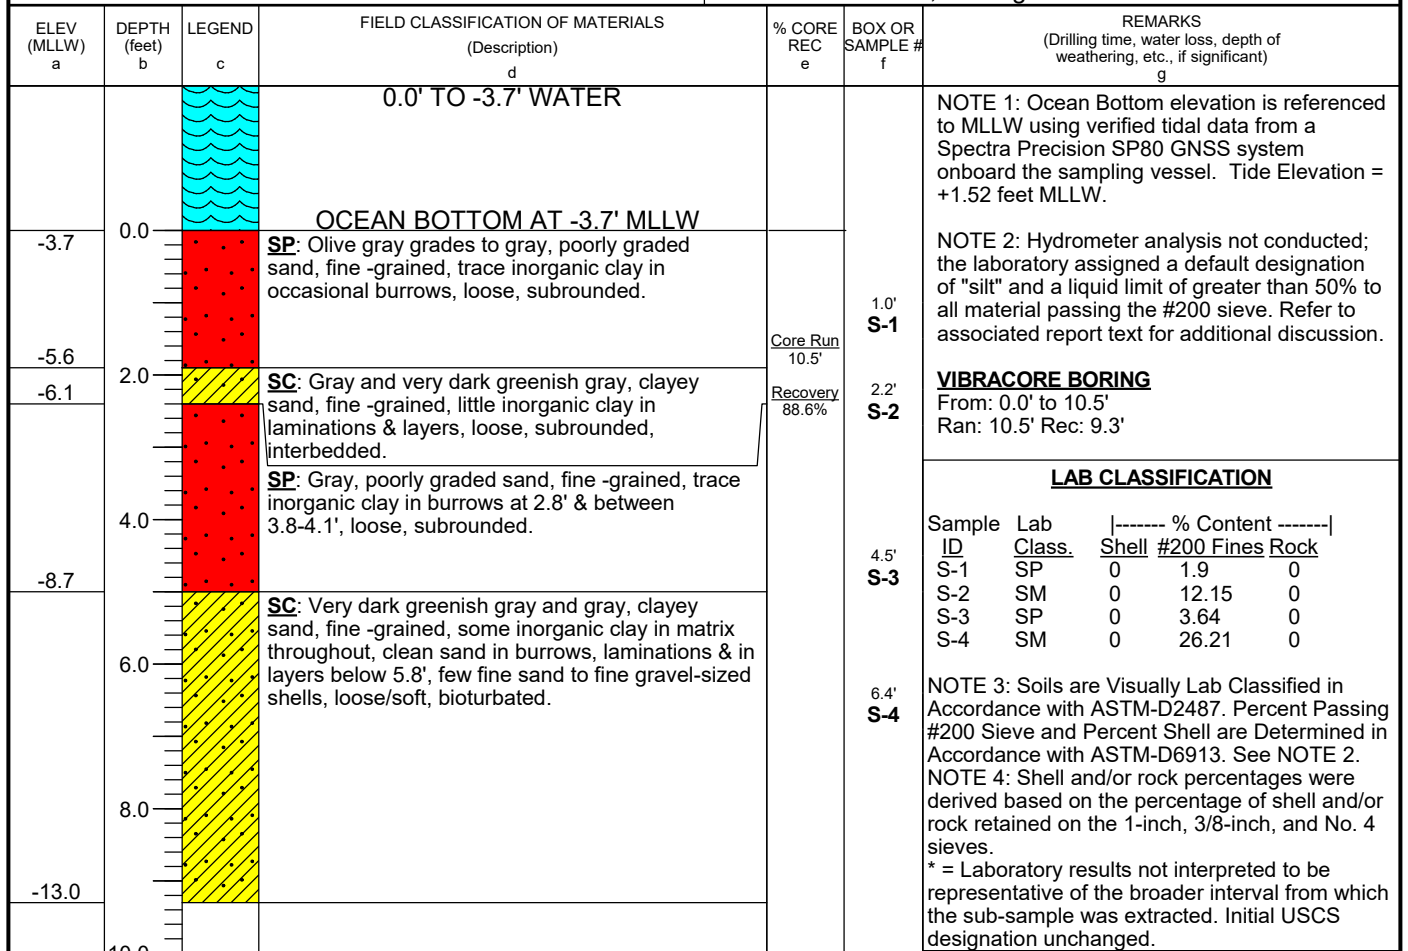 ELEV
(MLLW)
a
DEPTH
(feet)
b
LEGEND
c
FIELD CLASSIFICATION OF MATERIALS
(Description)
d
% CORE
REC
e
BOX OR
SAMPLE #
f
REMARKS
(Drilling time, water loss, depth of
weathering, etc., if significant)
g
0.0' TO -3.7' WATER
OCEAN BOTTOM AT -3.7' MLLW
0.0
-3.7
SP: Olive gray grades to gray, poorly graded
sand, fine -grained, trace inorganic clay in
occasional burrows, loose, subrounded.
-5.6
2.0
-6.1
SC: Gray and very dark greenish gray, clayey
sand, fine -grained, little inorganic clay in
laminations & layers, loose, subrounded,
interbedded.
SP: Gray, poorly graded sand, fine -grained, trace
inorganic clay in burrows at 2.8' & between
3.8-4.1', loose, subrounded.
4.0
-8.7
SC: Very dark greenish gray and gray, clayey
sand, fine -grained, some inorganic clay in matrix
throughout, clean sand in burrows, laminations & in
layers below 5.8', few fine sand to fine gravel-sized
shells, loose/soft, bioturbated.
6.0
8.0
-13.0
Core Run
10.5'
Recovery
88.6%
1.0'
S-1
2.2'
S-2
4.5'
S-3
6.4'
S-4
NOTE 1: Ocean Bottom elevation is referenced
to MLLW using verified tidal data from a
Spectra Precision SP80 GNSS system
onboard the sampling vessel.  Tide Elevation =
+1.52 feet MLLW.
NOTE 2: Hydrometer analysis not conducted;
the laboratory assigned a default designation
of "silt" and a liquid limit of greater than 50% to
all material passing the #200 sieve. Refer to
associated report text for additional discussion.
VIBRACORE BORING
From: 0.0' to 10.5'
Ran: 10.5' Rec: 9.3'
LAB CLASSIFICATION
Sample Lab |------- % Content -------|
ID Class. Shell #200 Fines Rock
S-1 SP 0 1.9 0
S-2 SM 0 12.15 0
S-3 SP 0 3.64 0
S-4 SM 0 26.21 0
NOTE 3: Soils are Visually Lab Classified in
Accordance with ASTM-D2487. Percent Passing
#200 Sieve and Percent Shell are Determined in
Accordance with ASTM-D6913. See NOTE 2.
NOTE 4: Shell and/or rock percentages were
derived based on the percentage of shell and/or
rock retained on the 1-inch, 3/8-inch, and No. 4
sieves.
* = Laboratory results not interpreted to be
representative of the broader interval from which
the sub-sample was extracted. Initial USCS
designation unchanged.